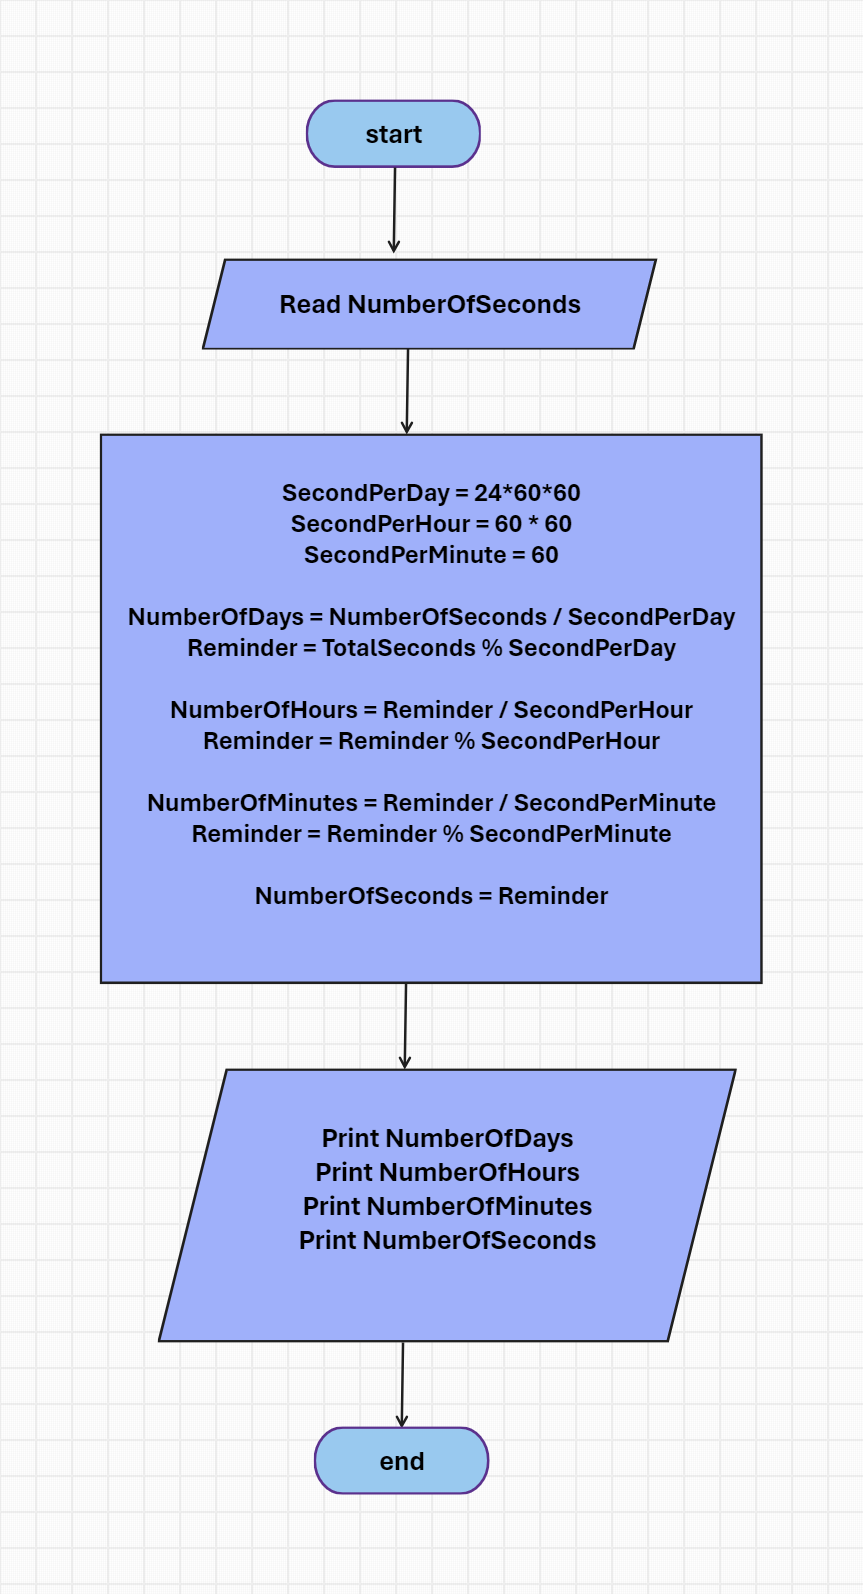 start
Read NumberOfSeconds
SecondPerDay = 24*60*60
SecondPerHour = 60 * 60
SecondPerMinute = 60
NumberOfDays = NumberOfSeconds / SecondPerDay
Reminder = TotalSeconds % SecondPerDay
NumberOfHours = Reminder / SecondPerHour
Reminder = Reminder % SecondPerHour
NumberOfMinutes = Reminder / SecondPerMinute
Reminder = Reminder % SecondPerMinute
NumberOfSeconds = Reminder
Print NumberOfDays
Print NumberOfHours
Print NumberOfMinutes
Print NumberOfSeconds
end